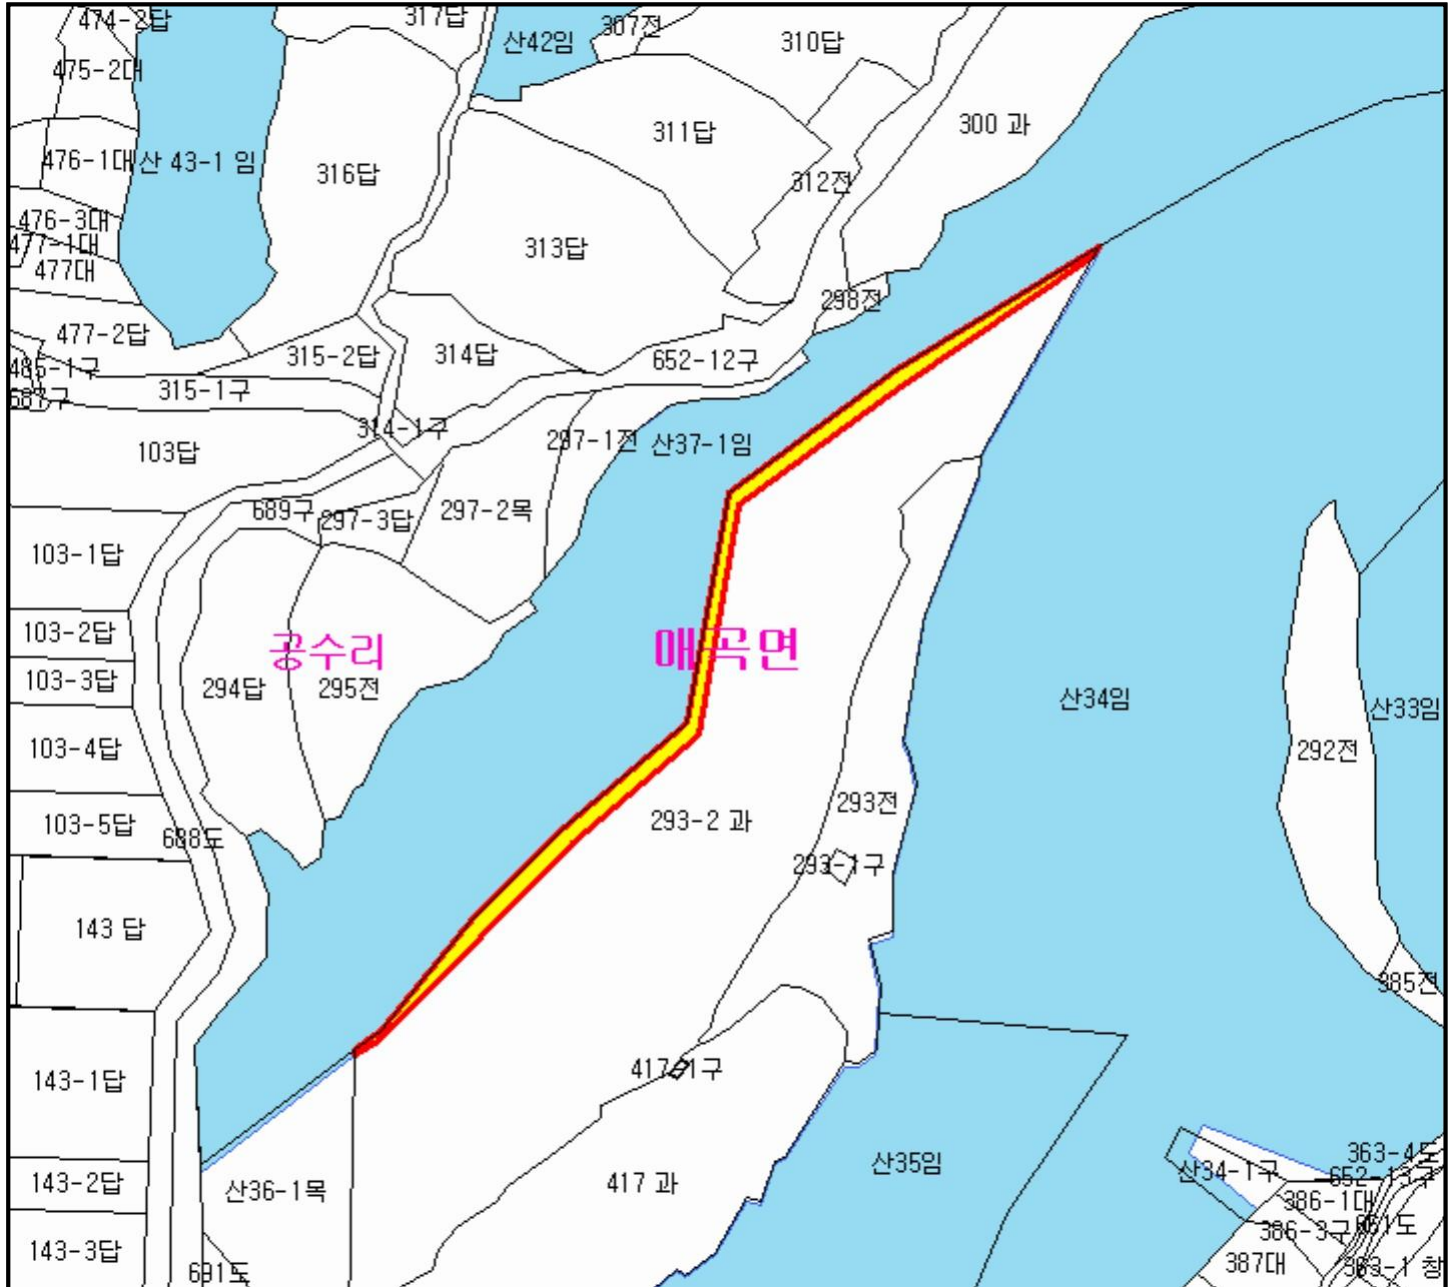 474-2답
317답
산42임
307전
310답
475-2대
311답
300 과
476-1대
산 43-1 임
316답
312전
476-3대
477-1대
313답
477대
298전
477-2답
315-2답
314답
652-12구
485-1구
315-1구
687구
314-1구
297-1전
산37-1임
103답
689구
297-3답
297-2목
103-1답
103-2답
공수리
매곡면
103-3답
294답
295전
산34임
산33임
103-4답
292전
293전
103-5답
688도
293-2 과
293-1구
143 답
385전
143-1답
417-1구
363-4도
산35임
산34-1구
652-13구
143-2답
산36-1목
417 과
386-1대
386-3구
651도
143-3답
691도
387대
363-1 창